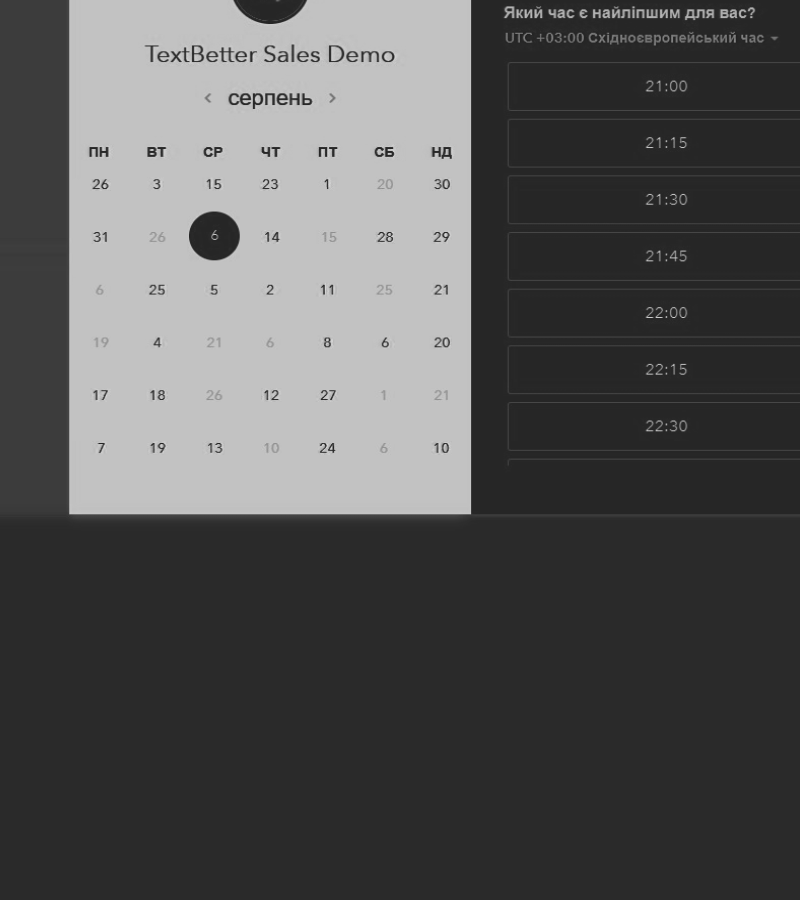 TextBetter Sales Demo
‹ серпень ›
ПН ВТ СР ЧТ ПТ СБ НД
26 3 15 23 1 20 30
31 26 6 14 15 28 29
6 25 5 2 11 25 21
19 4 21 6 8 6 20
17 18 26 12 27 1 21
7 19 13 10 24 6 10
Який час є найліпшим для вас?
UTC +03:00 Східноєвропейський час
21:00
21:15
21:30
21:45
22:00
22:15
22:30